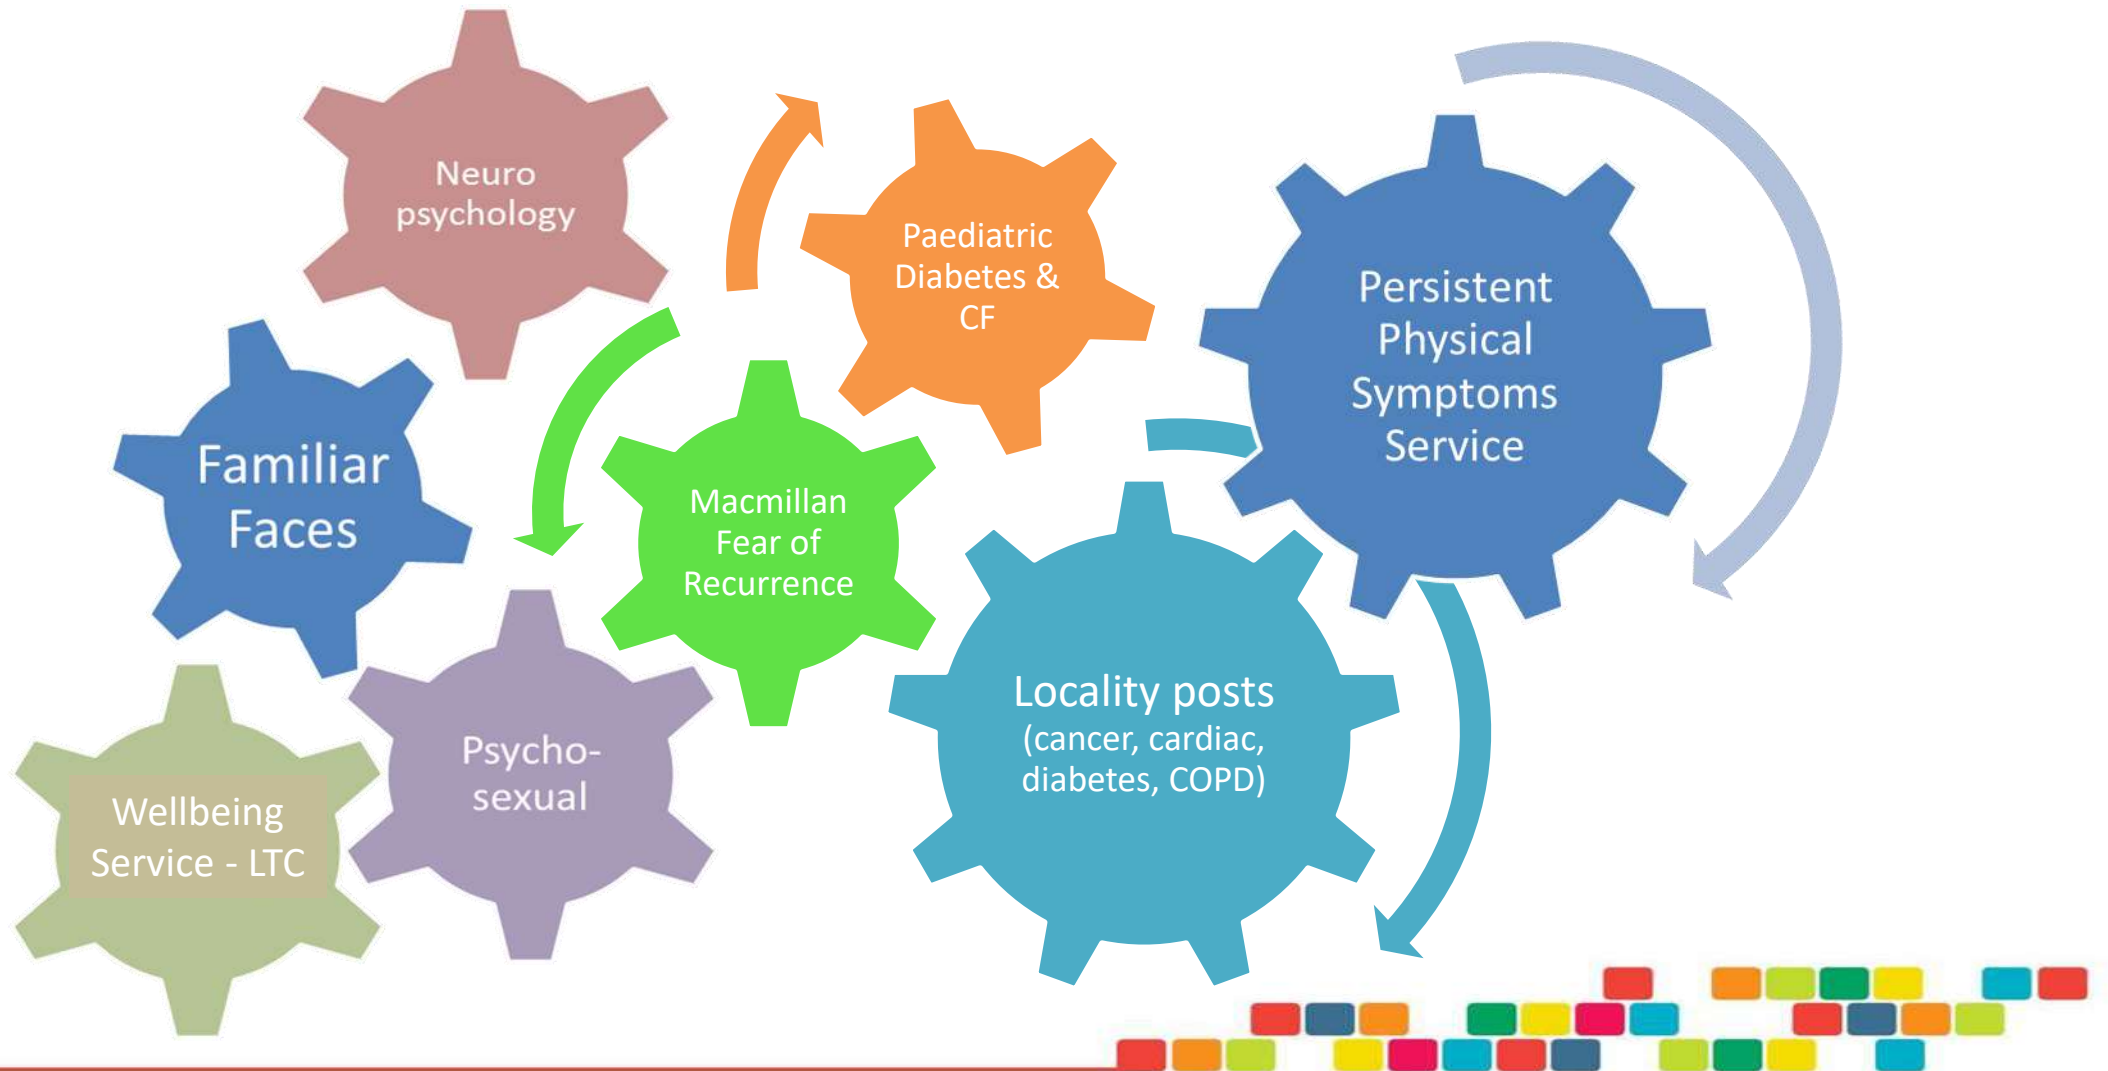 Neuro
psychology
Paediatric
Diabetes &
CF
Persistent
Physical
Symptoms
Service
Familiar
Faces
Macmillan
Fear of
Recurrence
Locality posts
(cancer, cardiac,
diabetes, COPD)
Psycho-
sexual
Wellbeing
Service - LTC